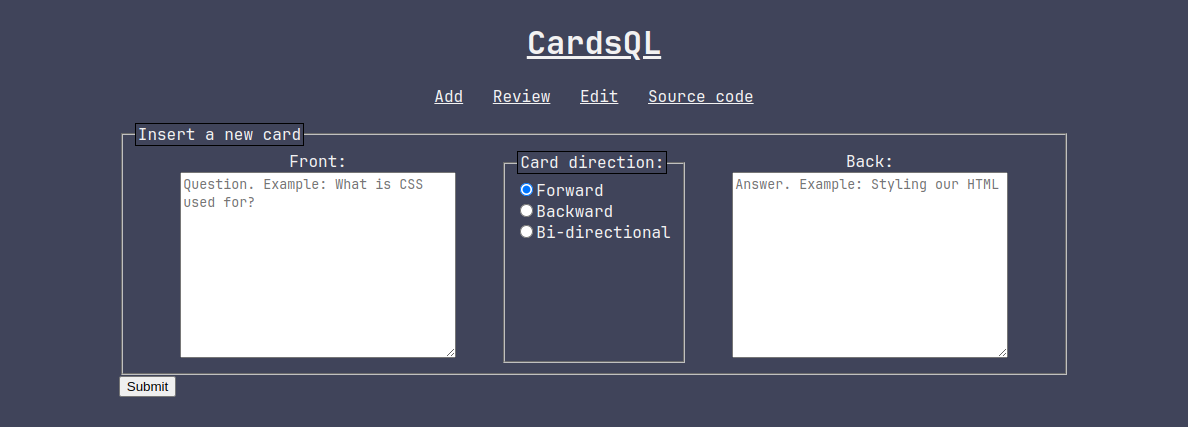 CardsQL
Add Review Edit Source code
Insert a new card
Front:
Question. Example: What is CSS
used for?
Card direction:
Forward
Backward
Bi-directional
Back:
Answer. Example: Styling our HTML
Submit